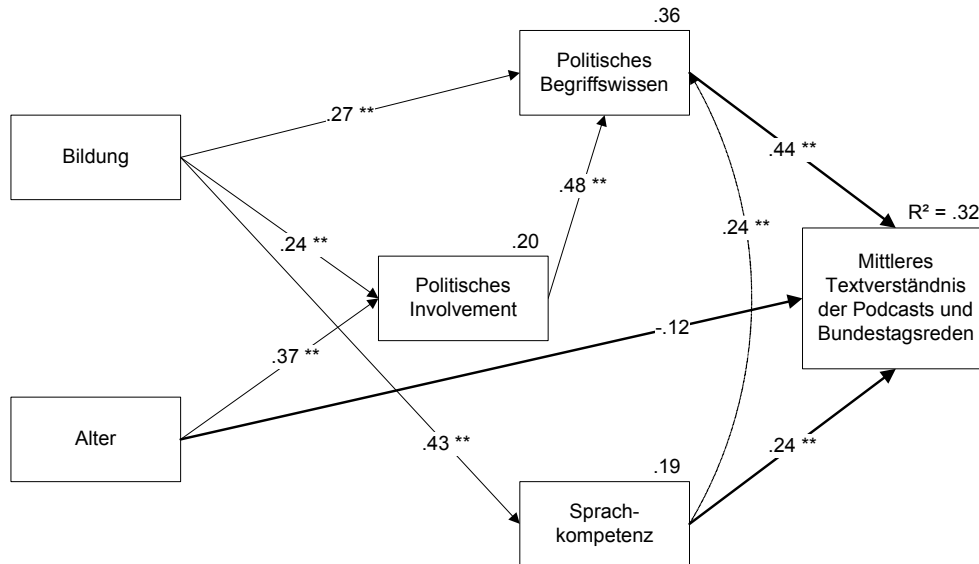 .36
Politisches
Begriffswissen
.27 **
Bildung
.44 **
.48 **
R² = .32
.24 **
.24 **
.20
Politisches
Involvement
Mittleres
Textverständnis
der Podcasts und
Bundestagsreden
-.12
.37 **
Alter
.43 **
.24 **
.19
Sprach-
kompetenz